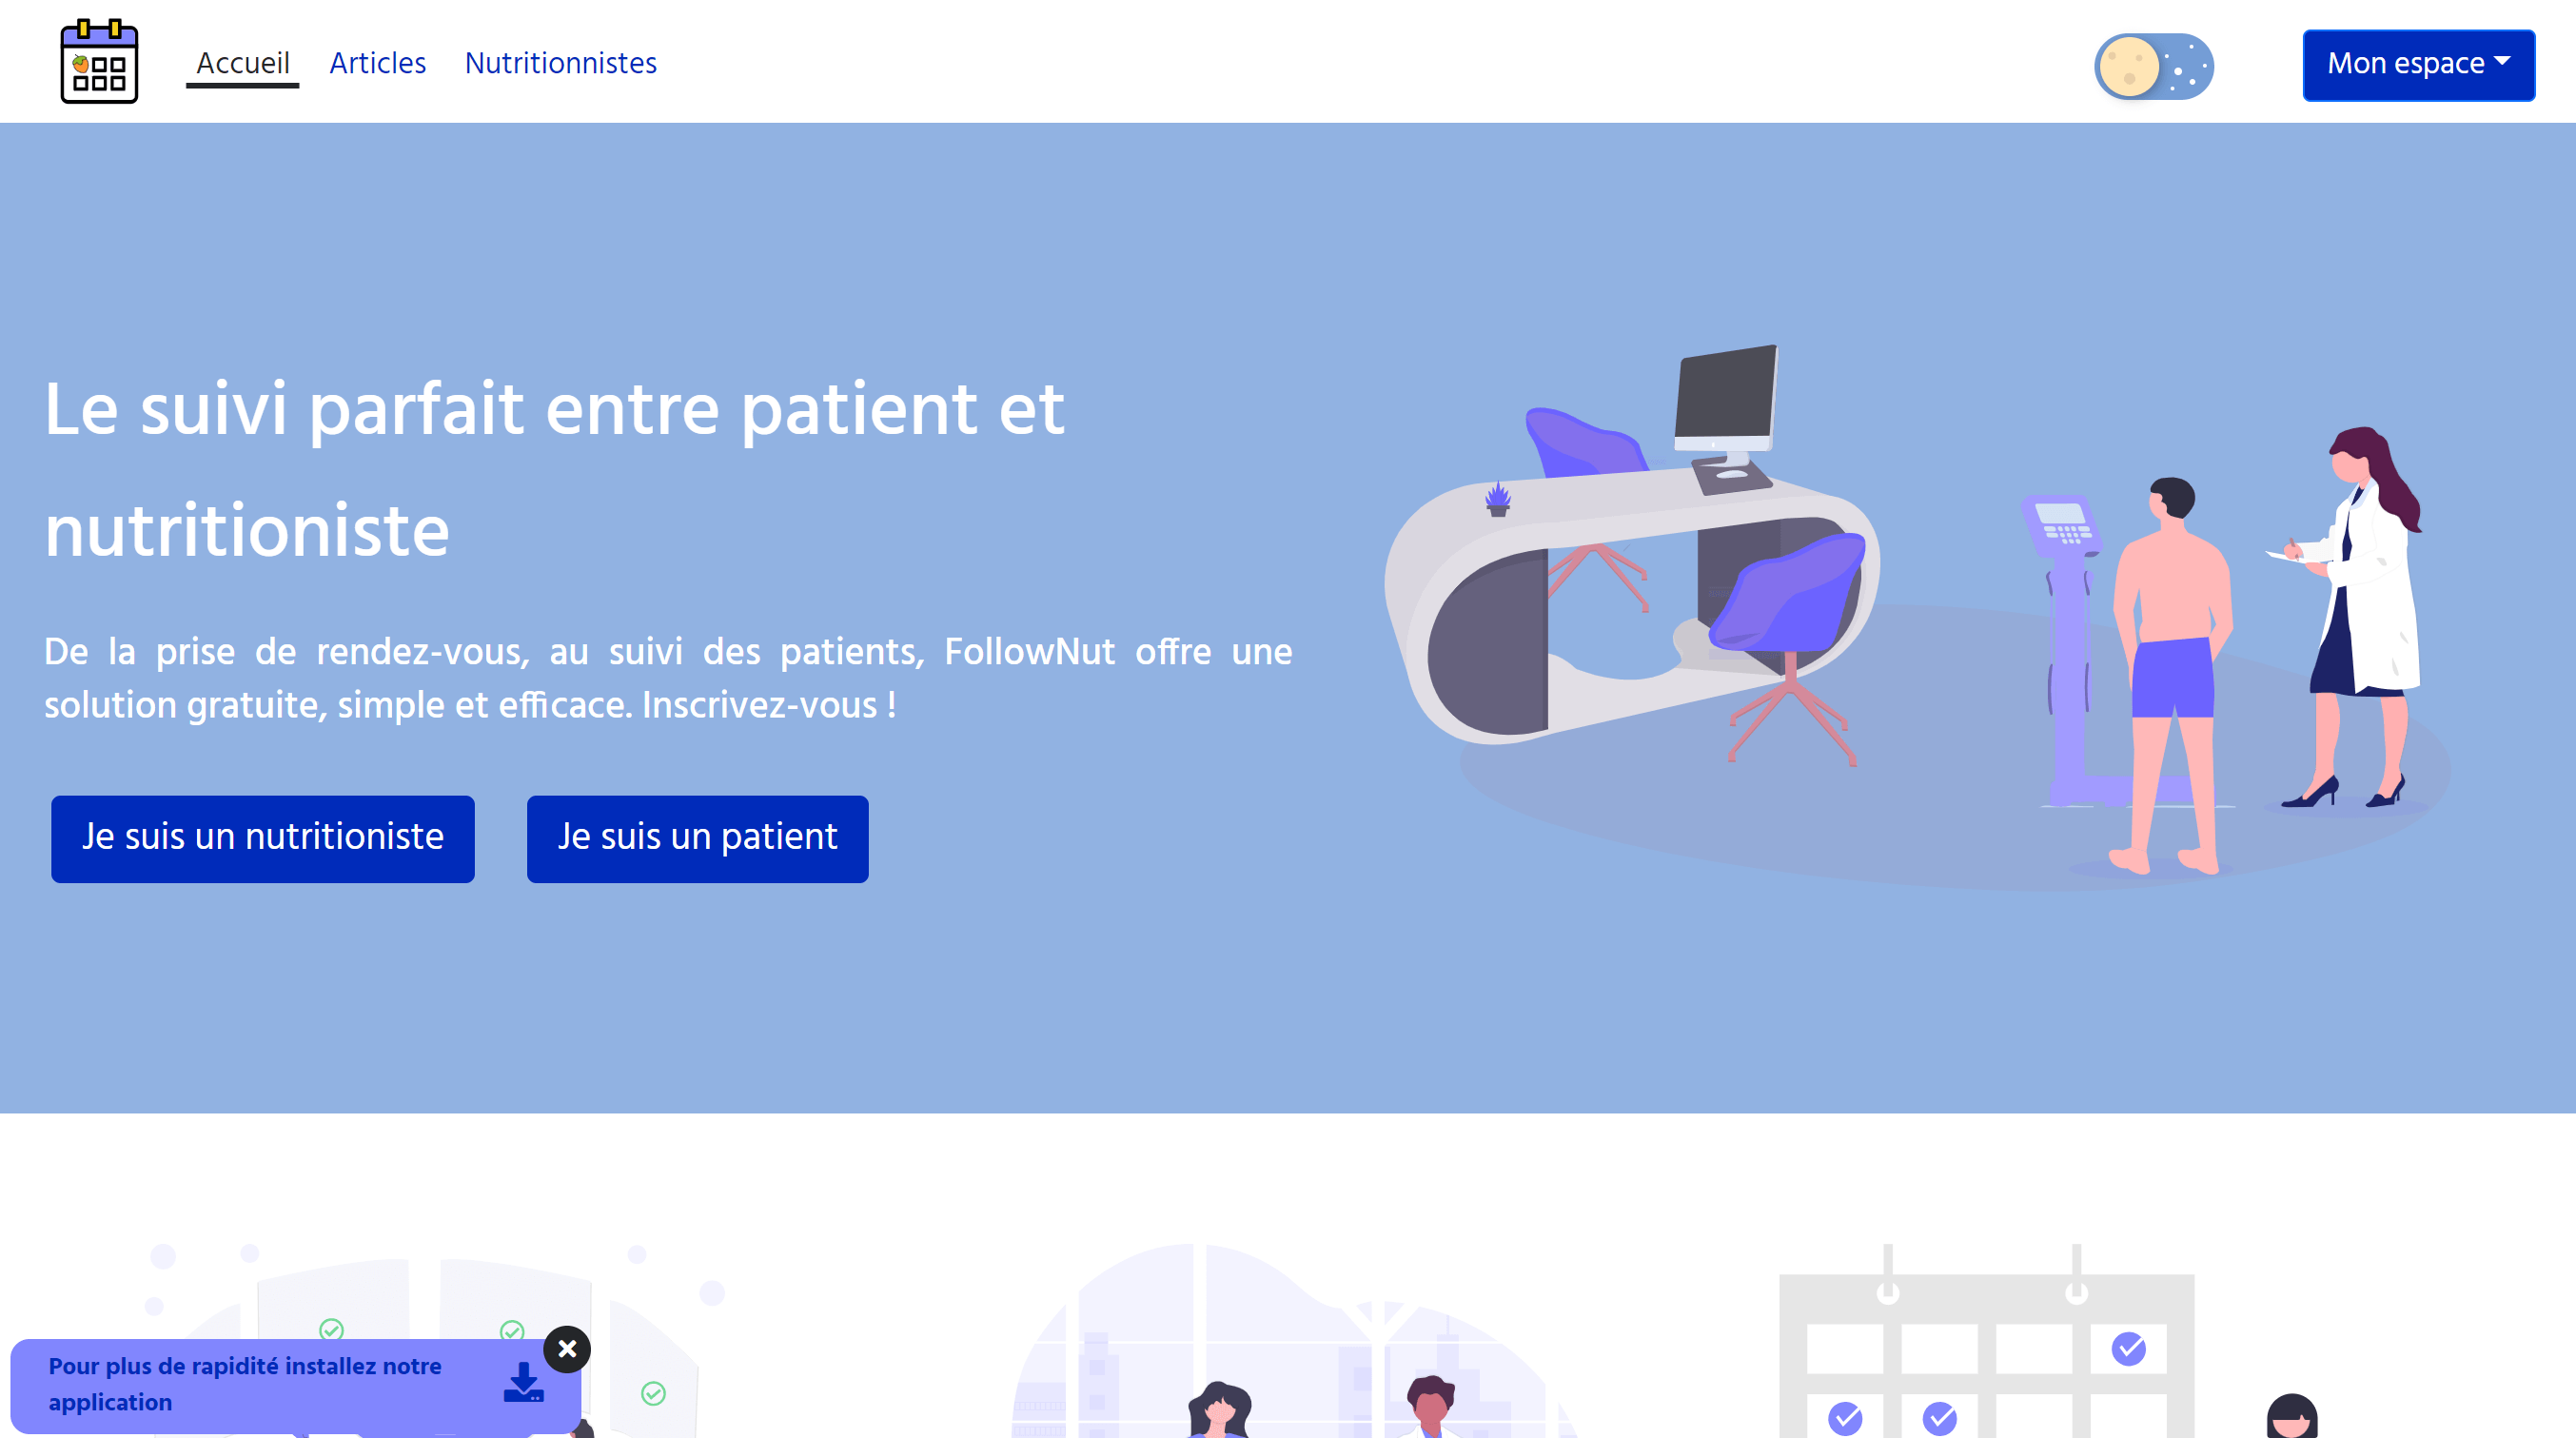 Accueil Articles Nutritionnistes Mon espace
Le suivi parfait entre patient et
nutritioniste
De la prise de rendez-vous, au suivi des patients, FollowNut offre une
solution gratuite, simple et efficace. Inscrivez-vous !
Je suis un nutritioniste Je suis un patient
Pour plus de rapidité installez notre
application